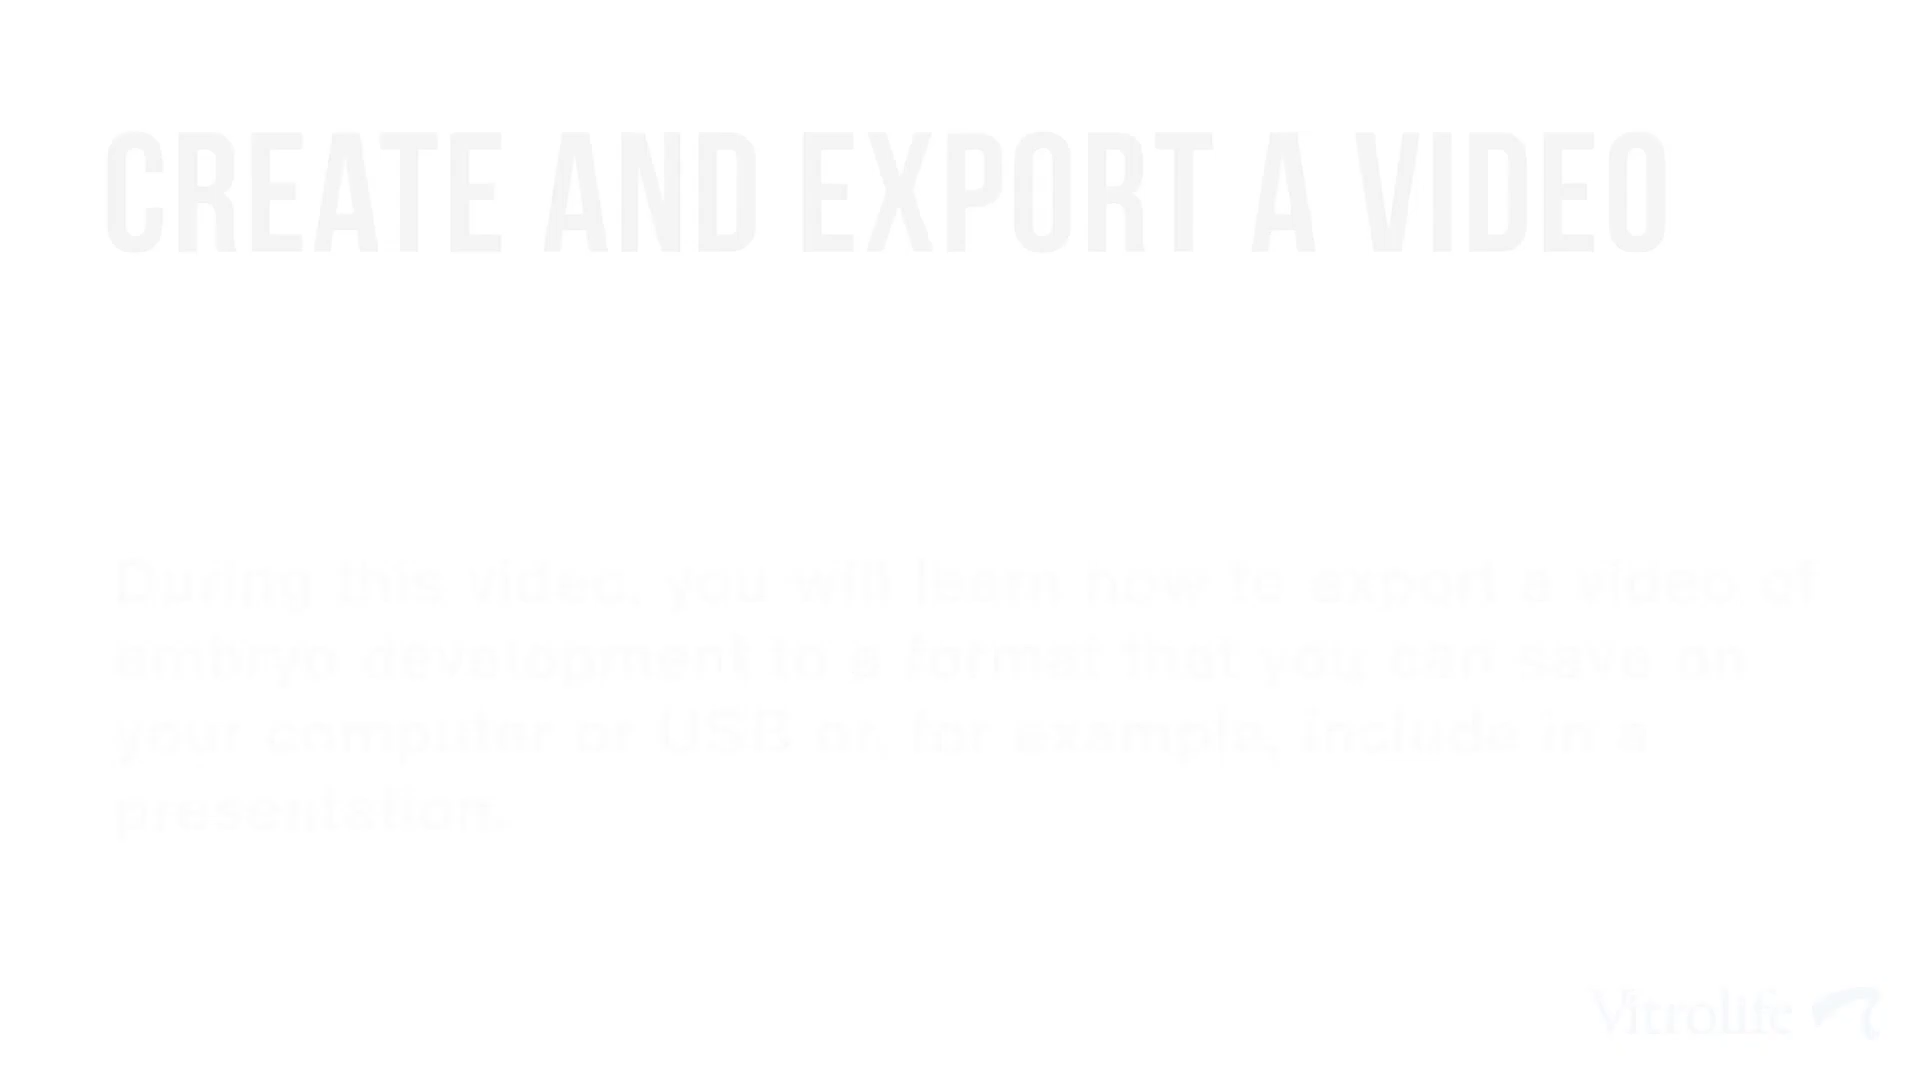 CREATE AND EXPORT A VIDEO
During this video, you will learn how to export a video of
embryo development to a format that you can save on
your computer or USB or, for example, include in a
presentation.
Vitrolife